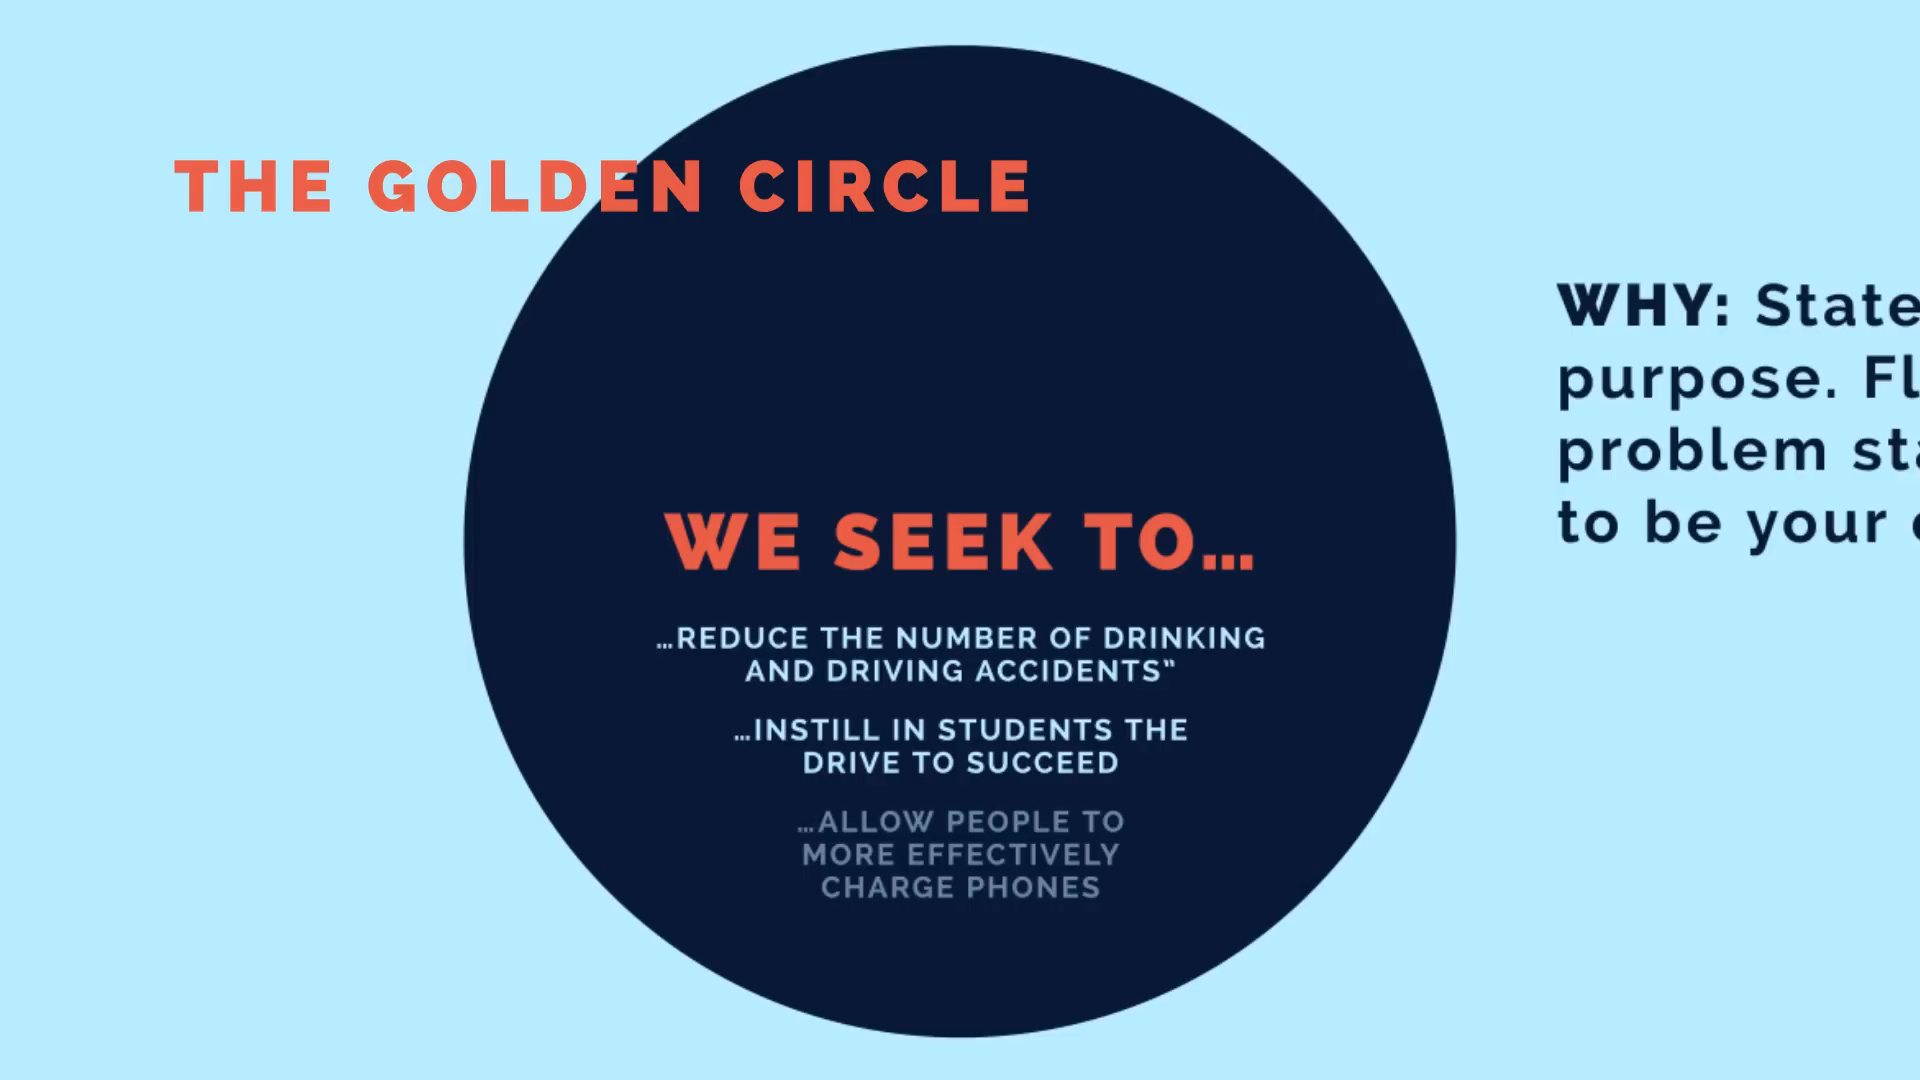 THE GOLDEN CIRCLE
WE SEEK TO...
...REDUCE THE NUMBER OF DRINKING
AND DRIVING ACCIDENTS”
...INSTILL IN STUDENTS THE
DRIVE TO SUCCEED
...ALLOW PEOPLE TO
MORE EFFECTIVELY
CHARGE PHONES
WHY: State
purpose.
problem
to be your